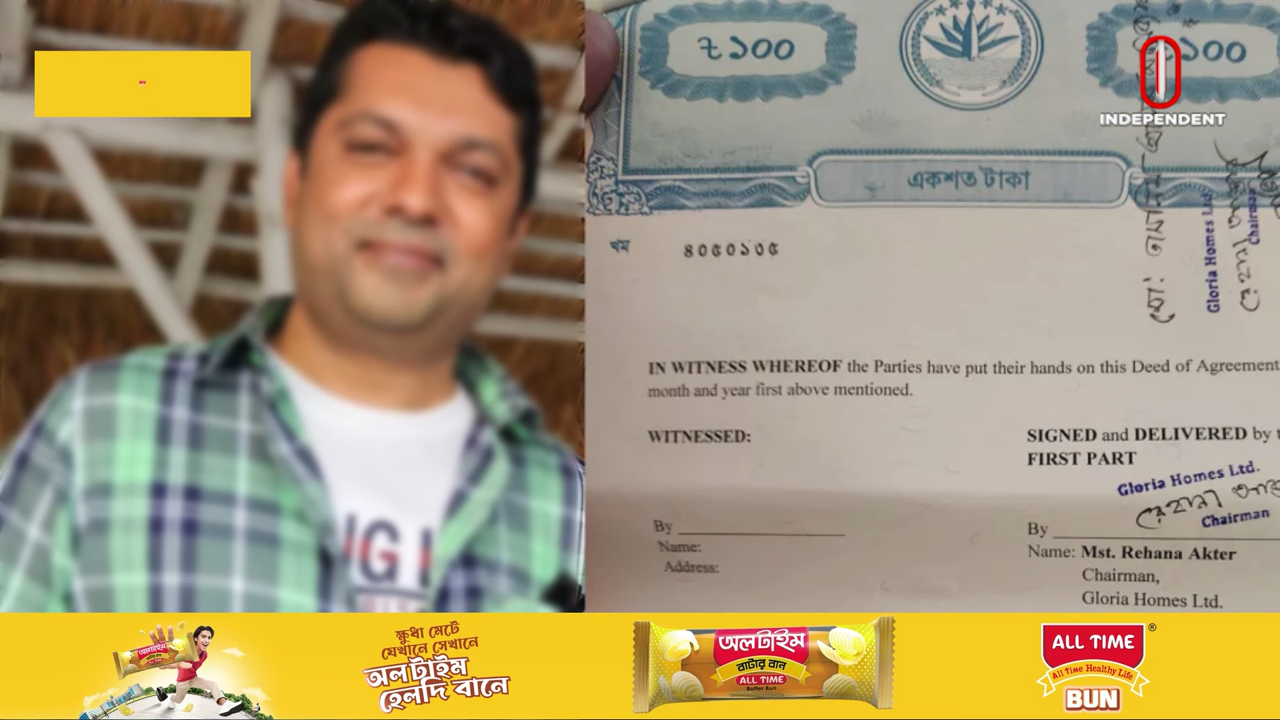 ৳ ১০০
১০০
INDEPENDENT
একশত টাকা
খম
৪০৫০১৩৫
Gloria Homes Ltd.
Chairman
IN WITNESS WHEREOF the Parties have put their hands on this Deed of Agreement
month and year first above mentioned.
WITNESSED:
SIGNED and DELIVERED by
FIRST PART
Gloria Homes Ltd.
Chairman
By
Name:
Address:
By
Name: Mst. Rehana Akter
Chairman,
Gloria Homes Ltd.
ক্ষুধা মেটে
যেখানে সেখানে
অলটাইম
হেলদি বানে
অলটাইম
বাটার বান
ALL TIME
Butter Bun
ALL TIME
All Time Healthy Life
BUN